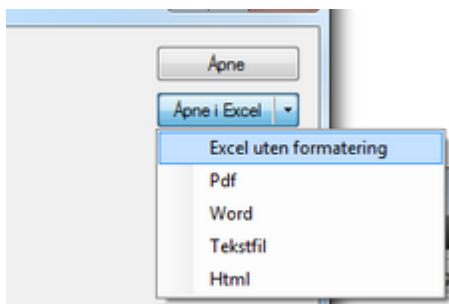 Åpne
Åpne i Excel
Excel uten formatering
Pdf
Word
Tekstfil
Html